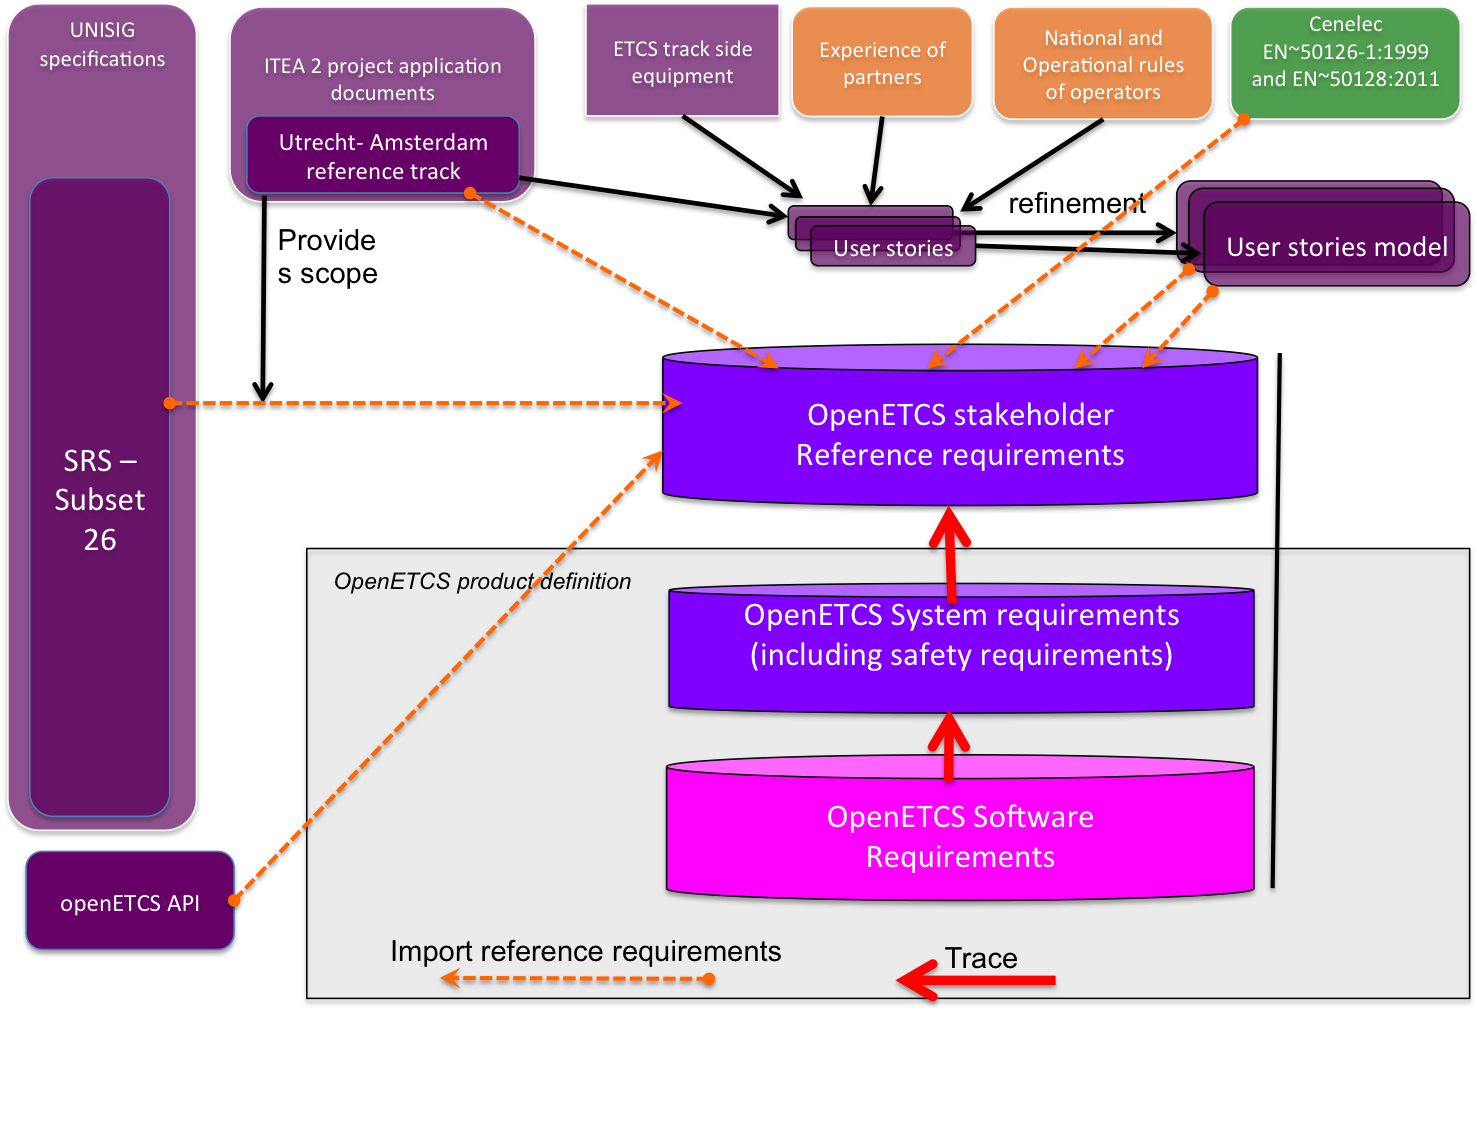 UNISIG
specifications
ITEA 2 project application
documents
Utrecht- Amsterdam
reference track
ETCS track side
equipment
Experience of
partners
National and
Operational rules
of operators
Cenelec
EN~50126-1:1999
and EN~50128:2011
Provide
s scope
refinement
User stories
User stories model
SRS –
Subset
26
OpenETCS stakeholder
Reference requirements
OpenETCS product definition
OpenETCS System requirements
(including safety requirements)
OpenETCS Software
Requirements
openETCS API
Import reference requirements
Trace